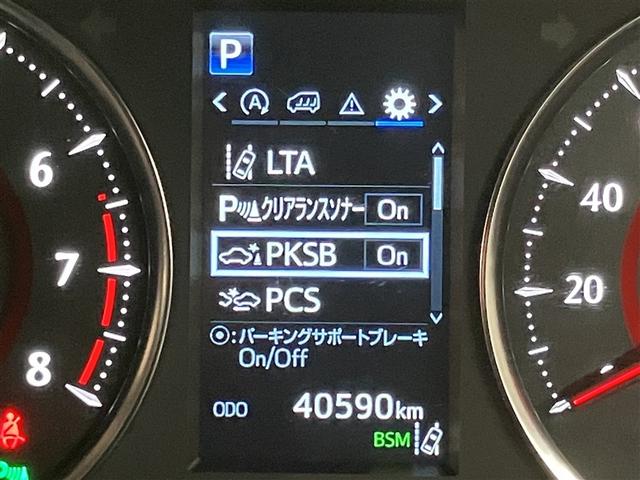 P
A
LTA
Pクリアランスソナー On
PKSB On
PCS
:パーキングサポートブレーキ
On/Off
ODO 40590km
BSM
6
7
8
40
20
P